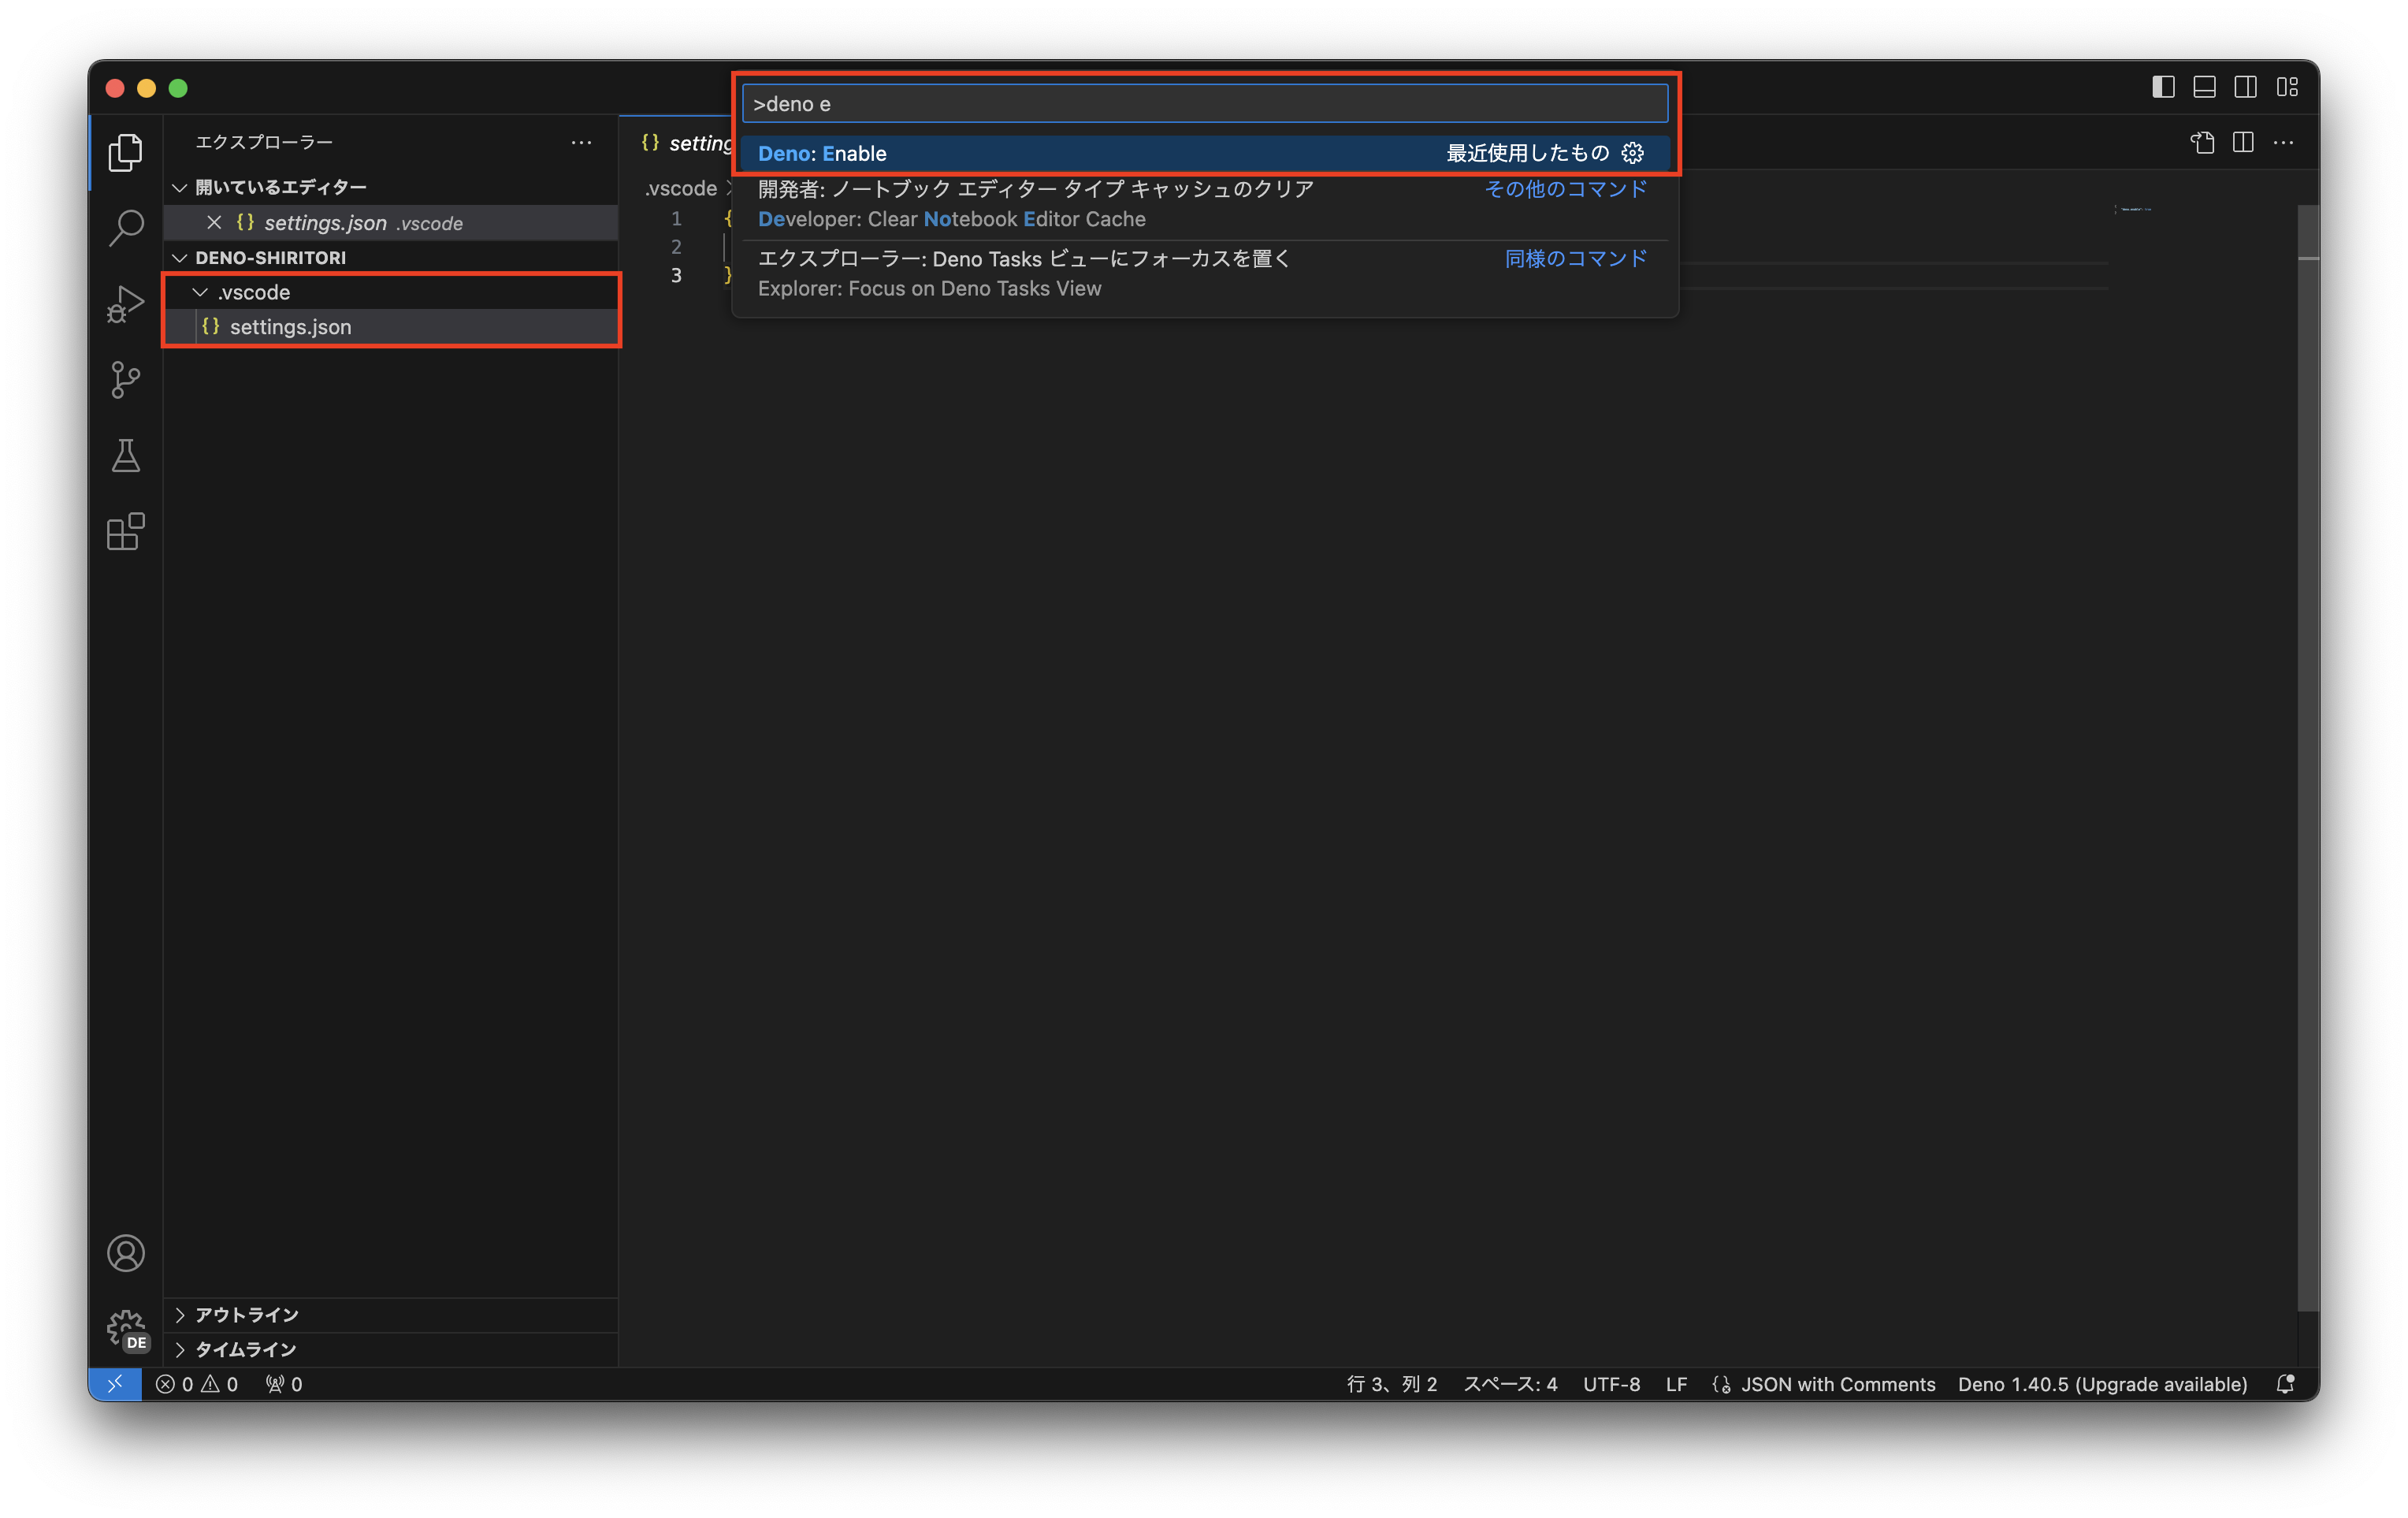 >deno e
Deno: Enable 最近使用したもの
開発者: ノートブック エディター タイプ キャッシュのクリア その他のコマンド
Developer: Clear Notebook Editor Cache
エクスプローラー: Deno Tasks ビューにフォーカスを置く 同様のコマンド
Explorer: Focus on Deno Tasks View
エクスプローラー
開いているエディター
{} settings.json .vscode
DENO-SHIRITORI
.vscode
{} settings.json
アウトライン
タイムライン
{}
.vscode >
1 {
2
3 }
DE
0 0 0
行 3、列 2 スペース: 4 UTF-8 LF JSON with Comments Deno 1.40.5 (Upgrade available)